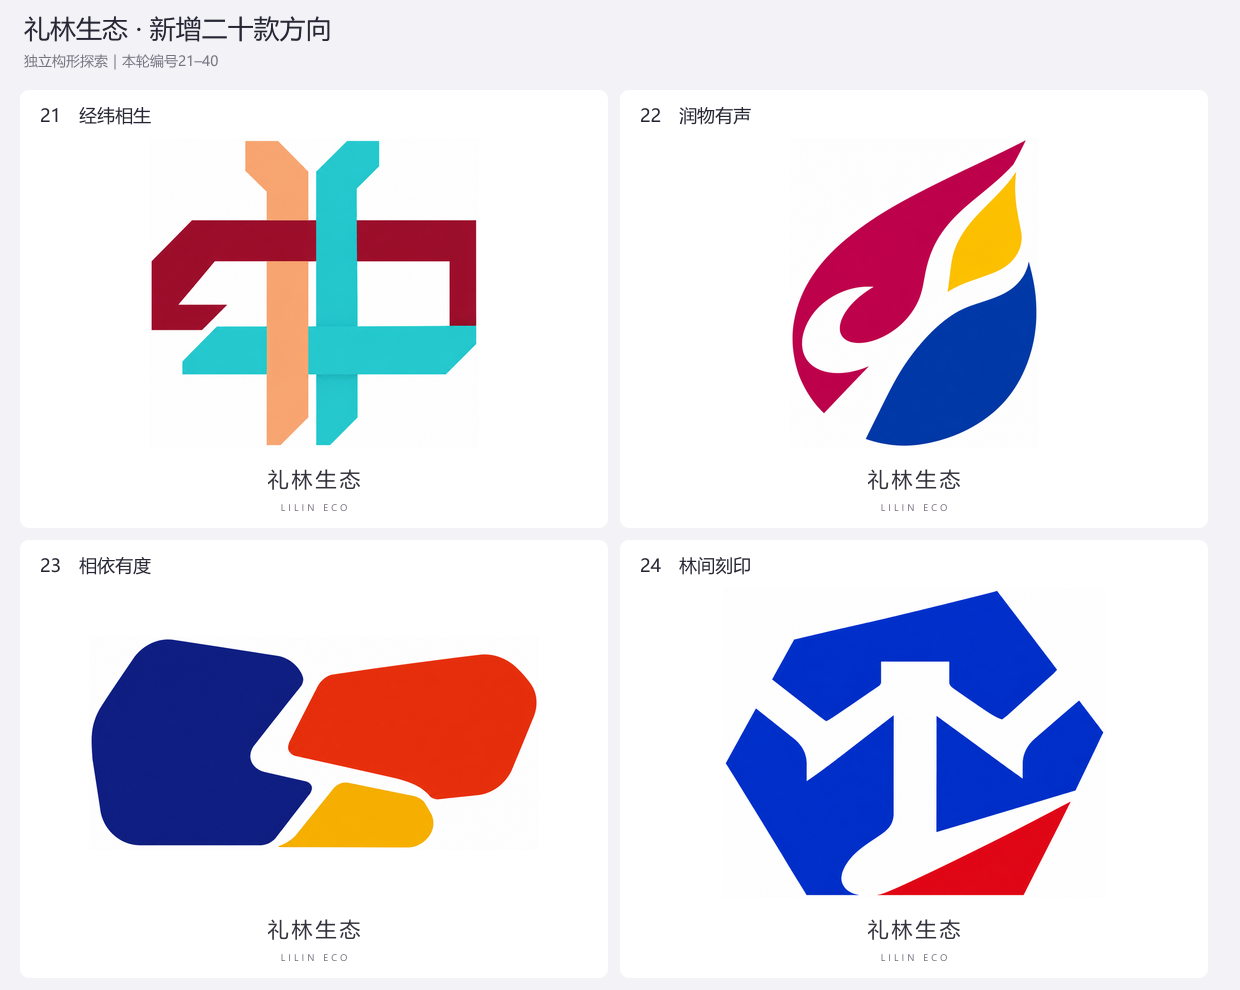 礼林生态 · 新增二十款方向
独立构形探索｜本轮编号21–40
21 经纬相生
礼林生态
LILIN ECO
22 润物有声
礼林生态
LILIN ECO
23 相依有度
礼林生态
LILIN ECO
24 林间刻印
礼林生态
LILIN ECO